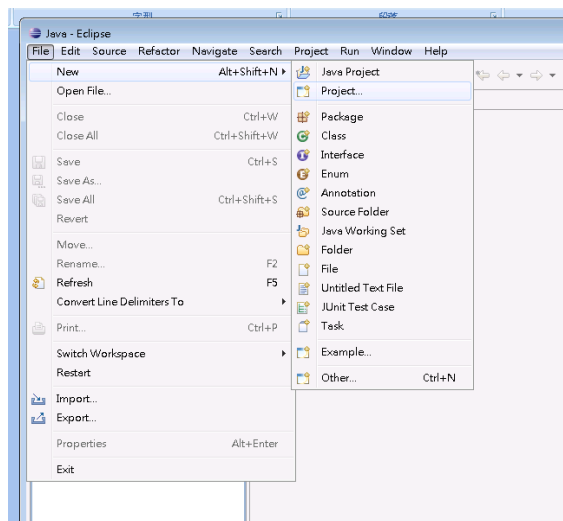 字型
段落
Java - Eclipse
File Edit Source Refactor Navigate Search Project Run Window Help
New Alt+Shift+N
Open File...
Close Ctrl+W
Close All Ctrl+Shift+W
Save Ctrl+S
Save As...
Save All Ctrl+Shift+S
Revert
Move...
Rename... F2
Refresh F5
Convert Line Delimiters To
Print... Ctrl+P
Switch Workspace
Restart
Import...
Export...
Properties Alt+Enter
Exit
Java Project
Project...
Package
Class
Interface
Enum
Annotation
Source Folder
Java Working Set
Folder
File
Untitled Text File
JUnit Test Case
Task
Example...
Other... Ctrl+N